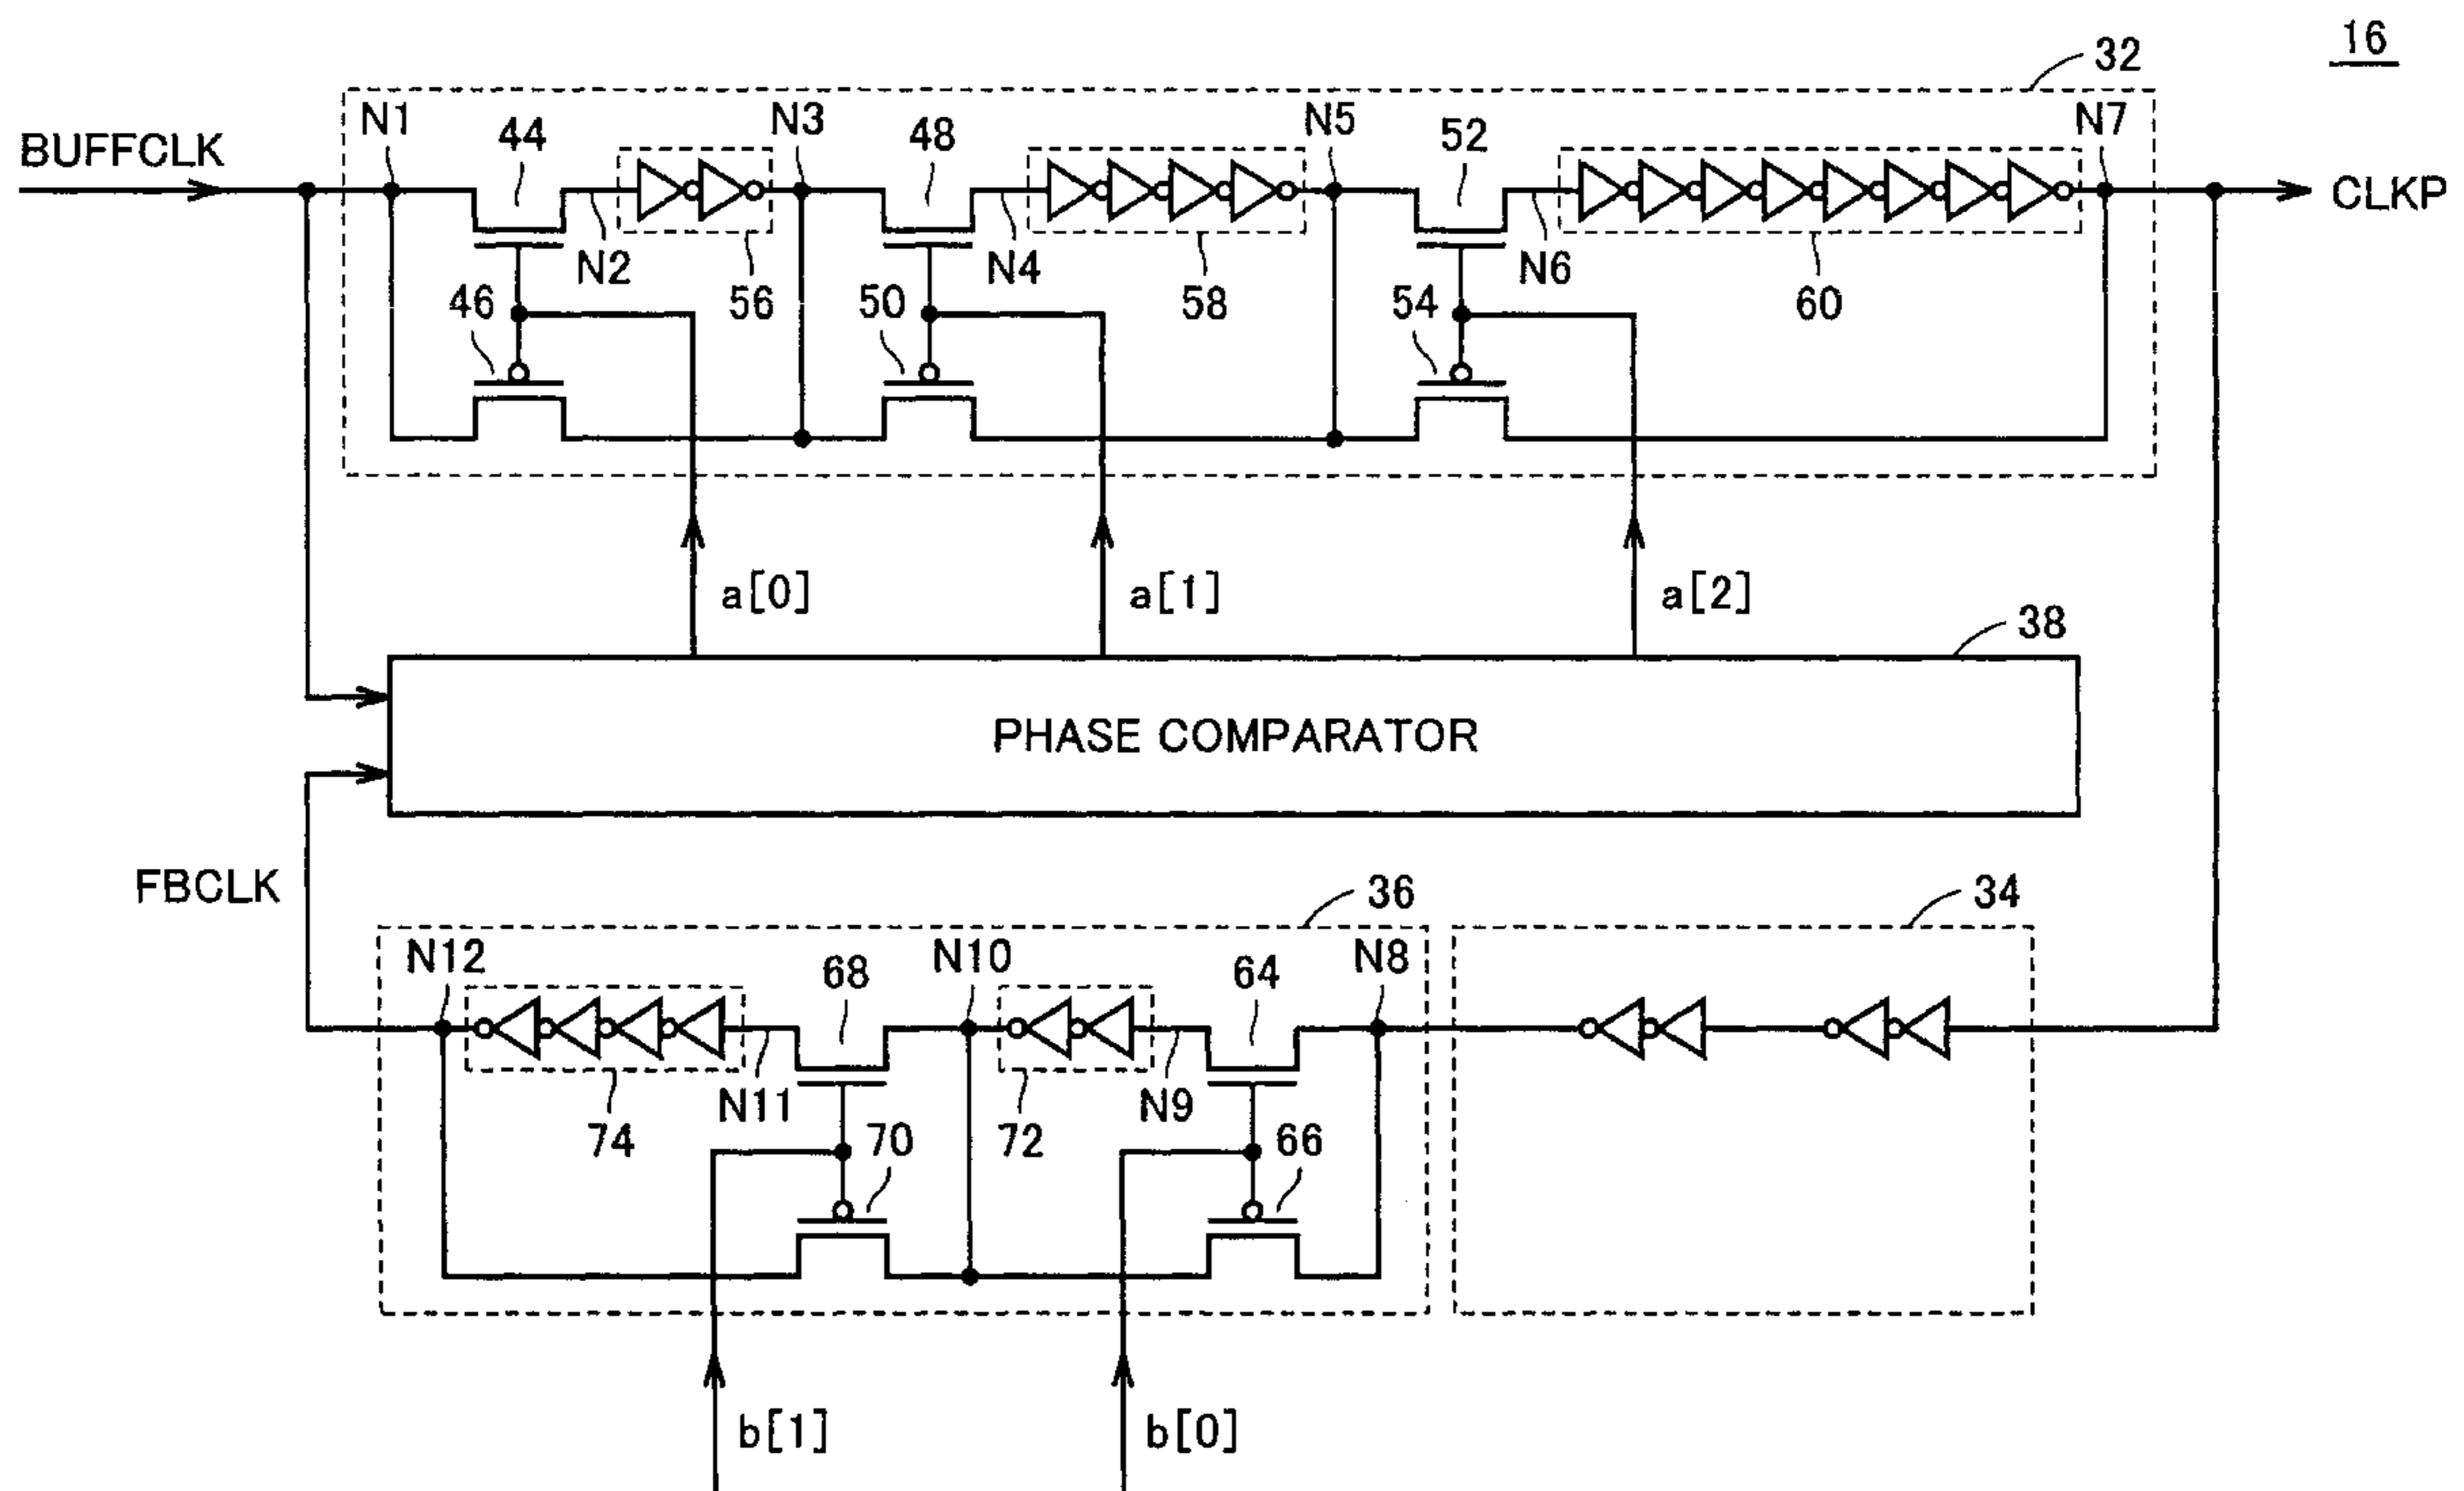 16
32
BUFFCLK
N1
44
N3
48
N5
52
N7
CLKP
N2
N4
N6
46
56
50
58
54
60
a[0]
a[1]
a[2]
38
PHASE COMPARATOR
FBCLK
36
34
N12
68
N10
64
N8
N11
N9
74
70
72
66
b[1]
b[0]